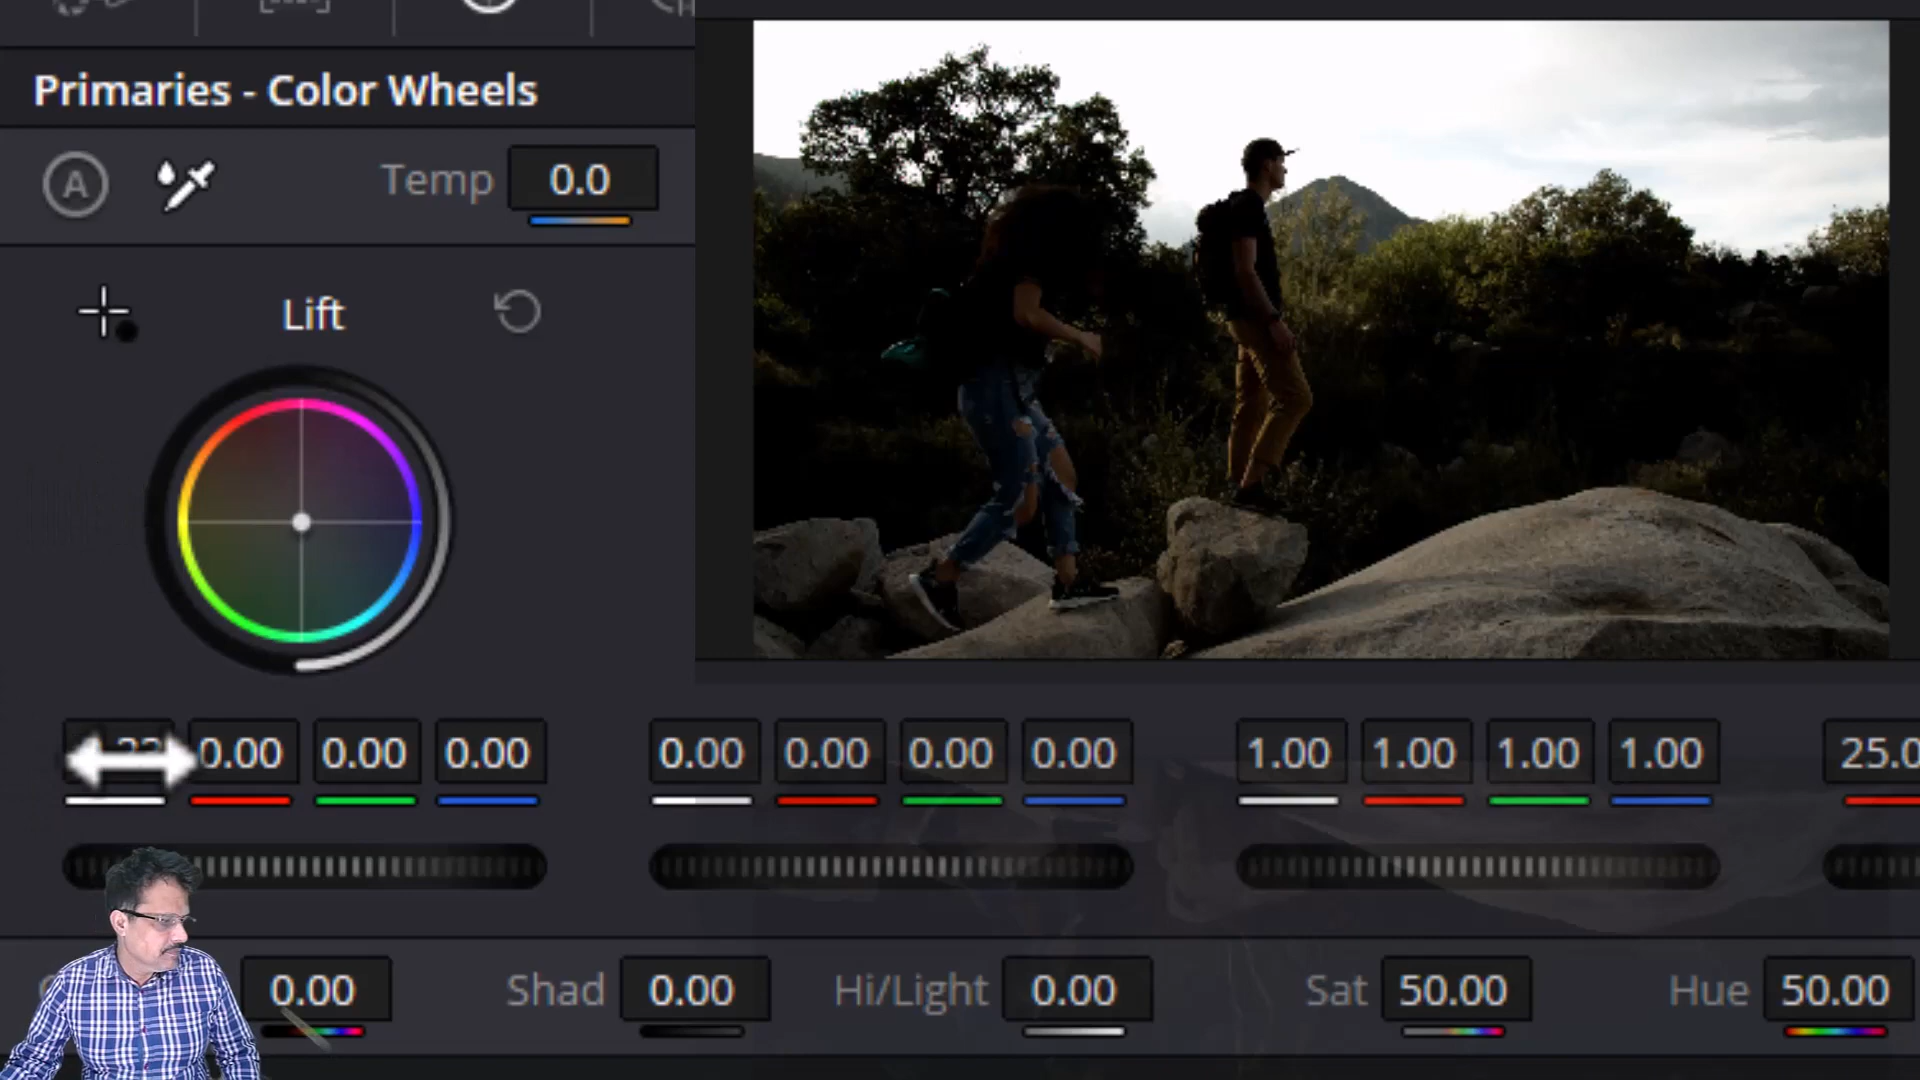 Primaries - Color Wheels
A
Temp 0.0
Lift
0.00 0.00 0.00 0.00 0.00 0.00 0.00 1.00 1.00 1.00 1.00 25.0
0.00 Shad 0.00 Hi/Light 0.00 Sat 50.00 Hue 50.00